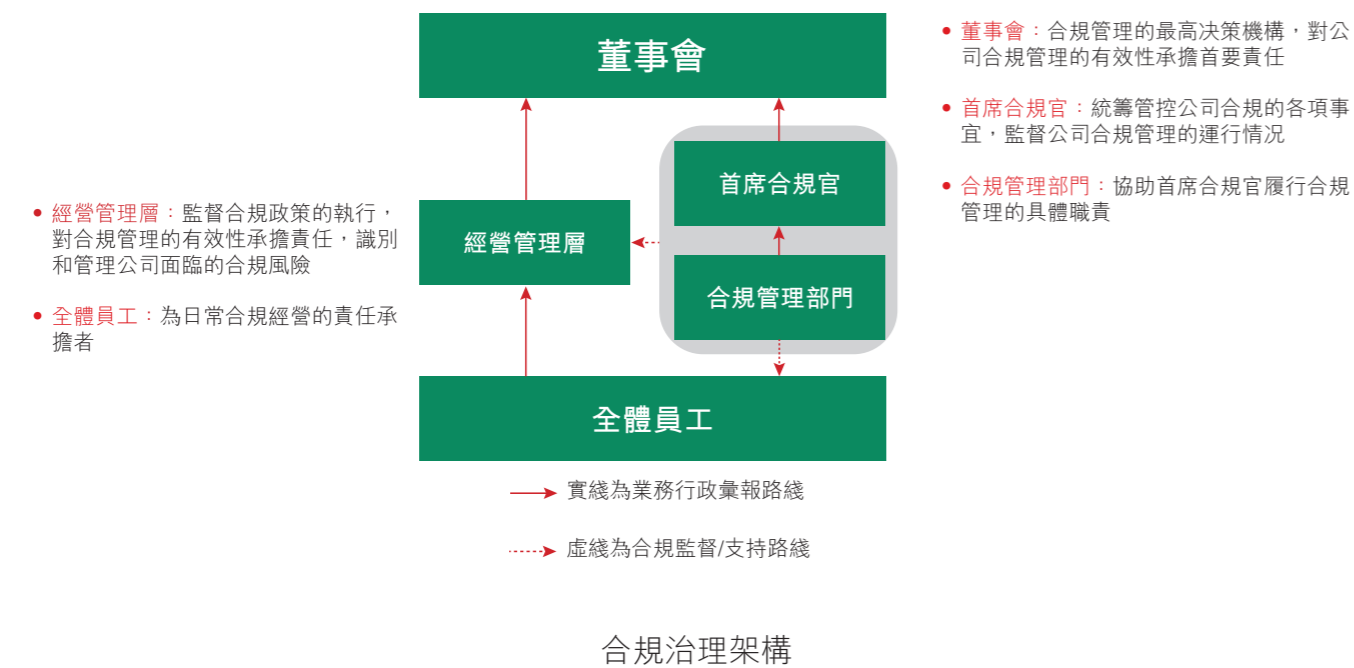 董事會
首席合規官
經營管理層
合規管理部門
全體員工
• 經營管理層：監督合規政策的執行，
對合規管理的有效性承擔責任，識別
和管理公司面臨的合規風險
• 全體員工：為日常合規經營的責任承
擔者
• 董事會：合規管理的最高決策機構，對公
司合規管理的有效性承擔首要責任
• 首席合規官：統籌管控公司合規的各項事
宜，監督公司合規管理的運行情况
• 合規管理部門：協助首席合規官履行合規
管理的具體職責
實綫為業務行政彙報路綫
虛綫為合規監督/支持路綫
合規治理架構